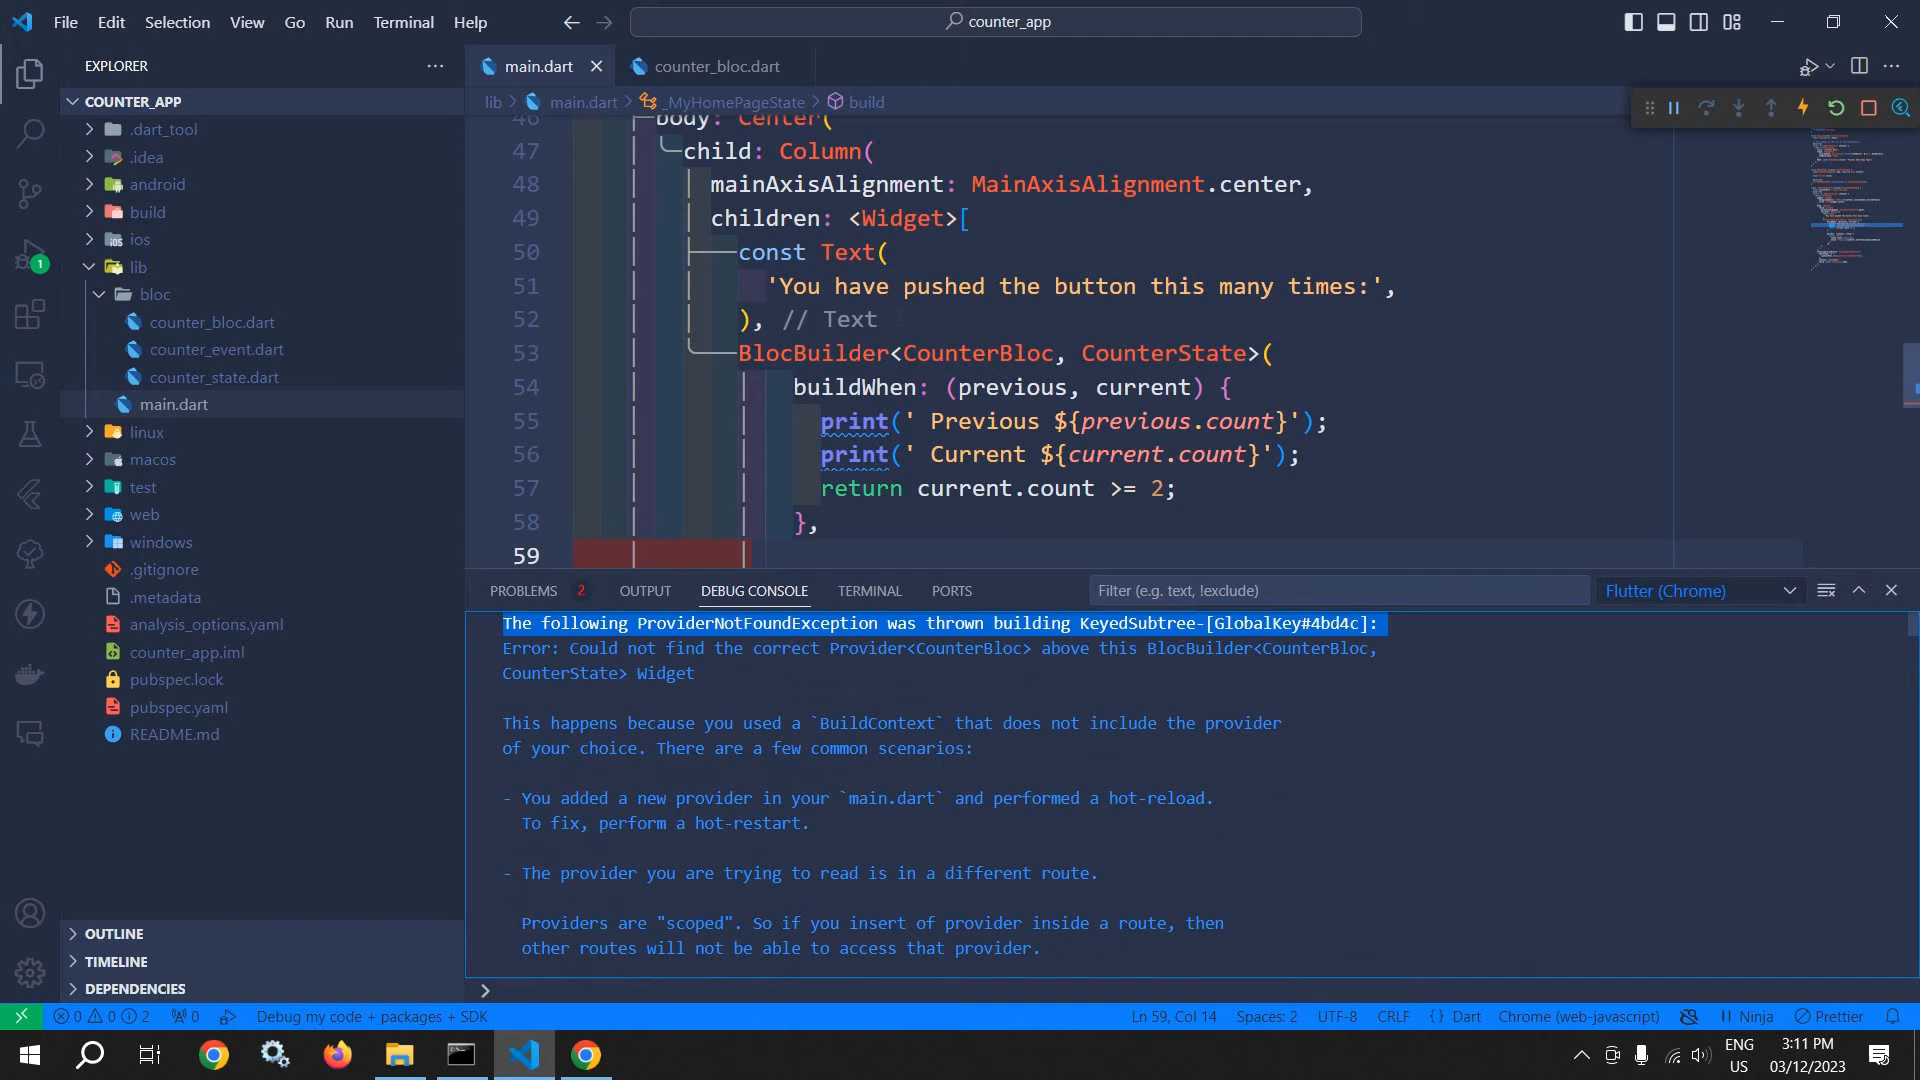 File Edit Selection View Go Run Terminal Help
counter_app
EXPLORER
main.dart
counter_bloc.dart
COUNTER_APP
lib > main.dart > _MyHomePageState > build
.dart_tool
.idea
android
build
ios
lib
bloc
counter_bloc.dart
counter_event.dart
counter_state.dart
main.dart
linux
macos
test
web
windows
.gitignore
.metadata
analysis_options.yaml
counter_app.iml
pubspec.lock
pubspec.yaml
README.md
OUTLINE
TIMELINE
DEPENDENCIES
1
46 body: Center(
47 child: Column(
48 mainAxisAlignment: MainAxisAlignment.center,
49 children: <Widget>[
50 const Text(
51 'You have pushed the button this many times:',
52 ), // Text
53 BlocBuilder<CounterBloc, CounterState>(
54 buildWhen: (previous, current) {
55 print(' Previous ${previous.count}');
56 print(' Current ${current.count}');
57 return current.count >= 2;
58 },
59
PROBLEMS 2 OUTPUT DEBUG CONSOLE TERMINAL PORTS Filter (e.g. text, !exclude) Flutter (Chrome)
The following ProviderNotFoundException was thrown building KeyedSubtree-[GlobalKey#4bd4c]:
Error: Could not find the correct Provider<CounterBloc> above this BlocBuilder<CounterBloc,
CounterState> Widget
This happens because you used a `BuildContext` that does not include the provider
of your choice. There are a few common scenarios:
- You added a new provider in your `main.dart` and performed a hot-reload.
To fix, perform a hot-restart.
- The provider you are trying to read is in a different route.
Providers are "scoped". So if you insert of provider inside a route, then
other routes will not be able to access that provider.
>
0 0 2 0 Debug my code + packages + SDK Ln 59, Col 14 Spaces: 2 UTF-8 CRLF {} Dart Chrome (web-javascript) Ninja Prettier
ENG
US
3:11 PM
03/12/2023